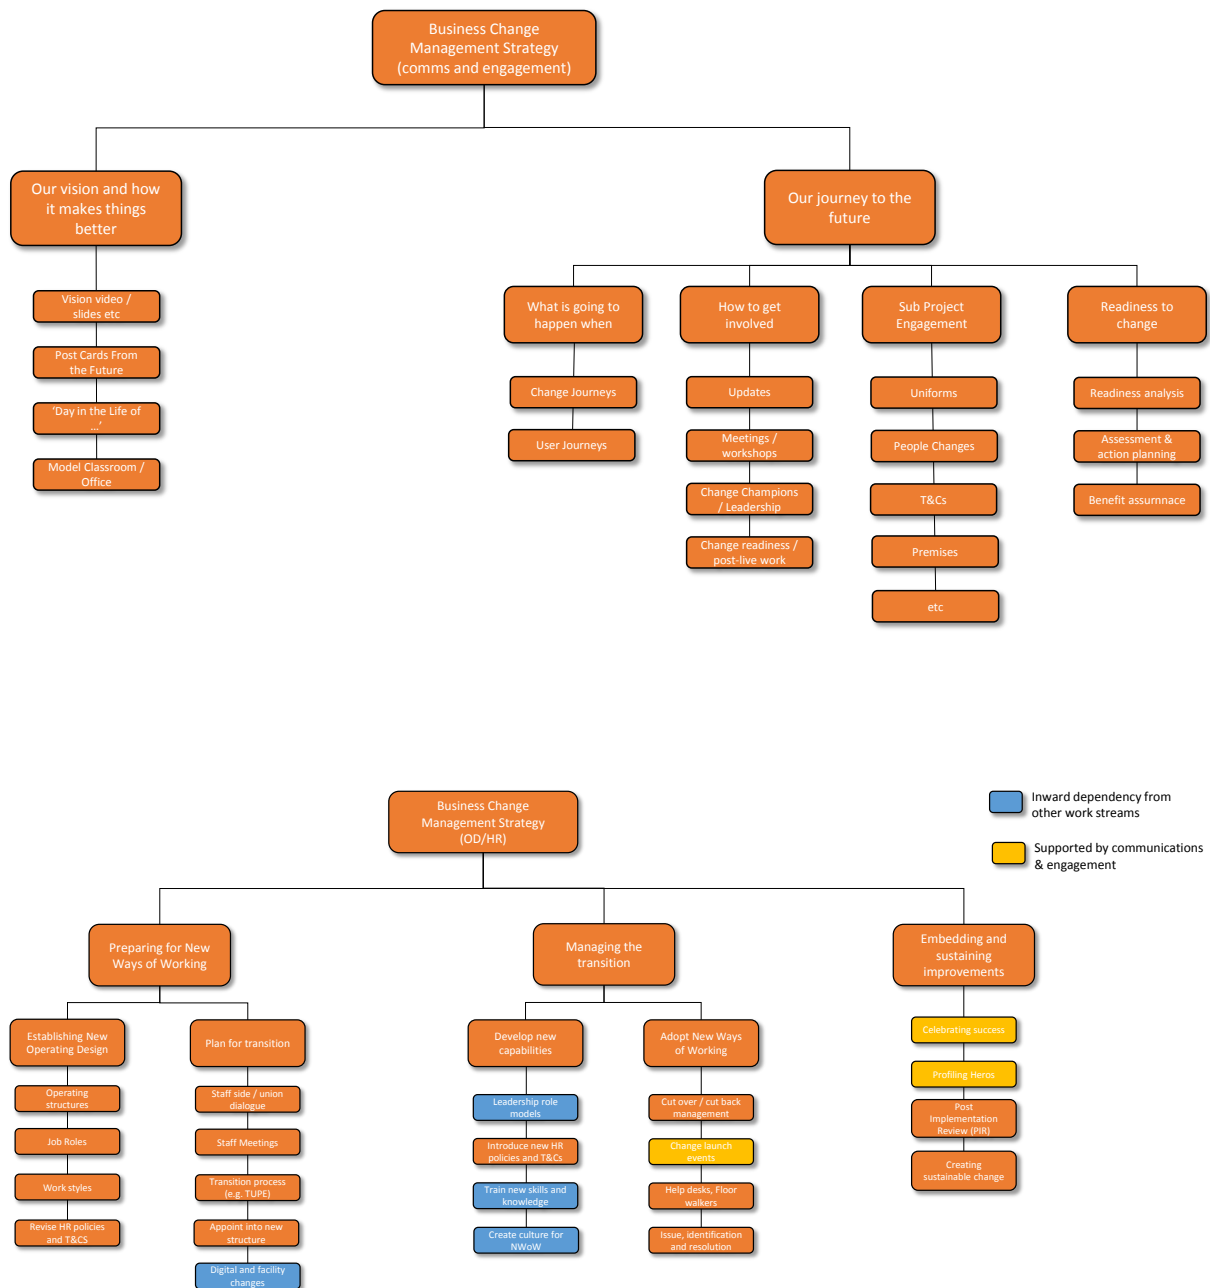 Business Change
Management Strategy
(comms and engagement)
Our vision and how
it makes things
better
Our journey to the
future
Vision video /
slides etc
Post Cards From
the Future
‘Day in the Life of
…’
Model Classroom /
Office
What is going to
happen when
Change Journeys
User Journeys
How to get
involved
Updates
Meetings /
workshops
Change Champions
/ Leadership
Change readiness /
post-live work
Sub Project
Engagement
Uniforms
People Changes
T&Cs
Premises
etc
Readiness to
change
Readiness analysis
Assessment &
action planning
Benefit assurnnace
Business Change
Management Strategy
(OD/HR)
Inward dependency from
other work streams
Supported by communications
& engagement
Preparing for New
Ways of Working
Managing the
transition
Embedding and
sustaining
improvements
Establishing New
Operating Design
Operating
structures
Job Roles
Work styles
Revise HR policies
and T&CS
Plan for transition
Staff side / union
dialogue
Staff Meetings
Transition process
(e.g. TUPE)
Appoint into new
structure
Digital and facility
changes
Develop new
capabilities
Leadership role
models
Introduce new HR
policies and T&Cs
Train new skills and
knowledge
Create culture for
NWoW
Adopt New Ways
of Working
Cut over / cut back
management
Change launch
events
Help desks, Floor
walkers
Issue, identification
and resolution
Celebrating success
Profiling Heros
Post
Implementation
Review (PIR)
Creating
sustainable change